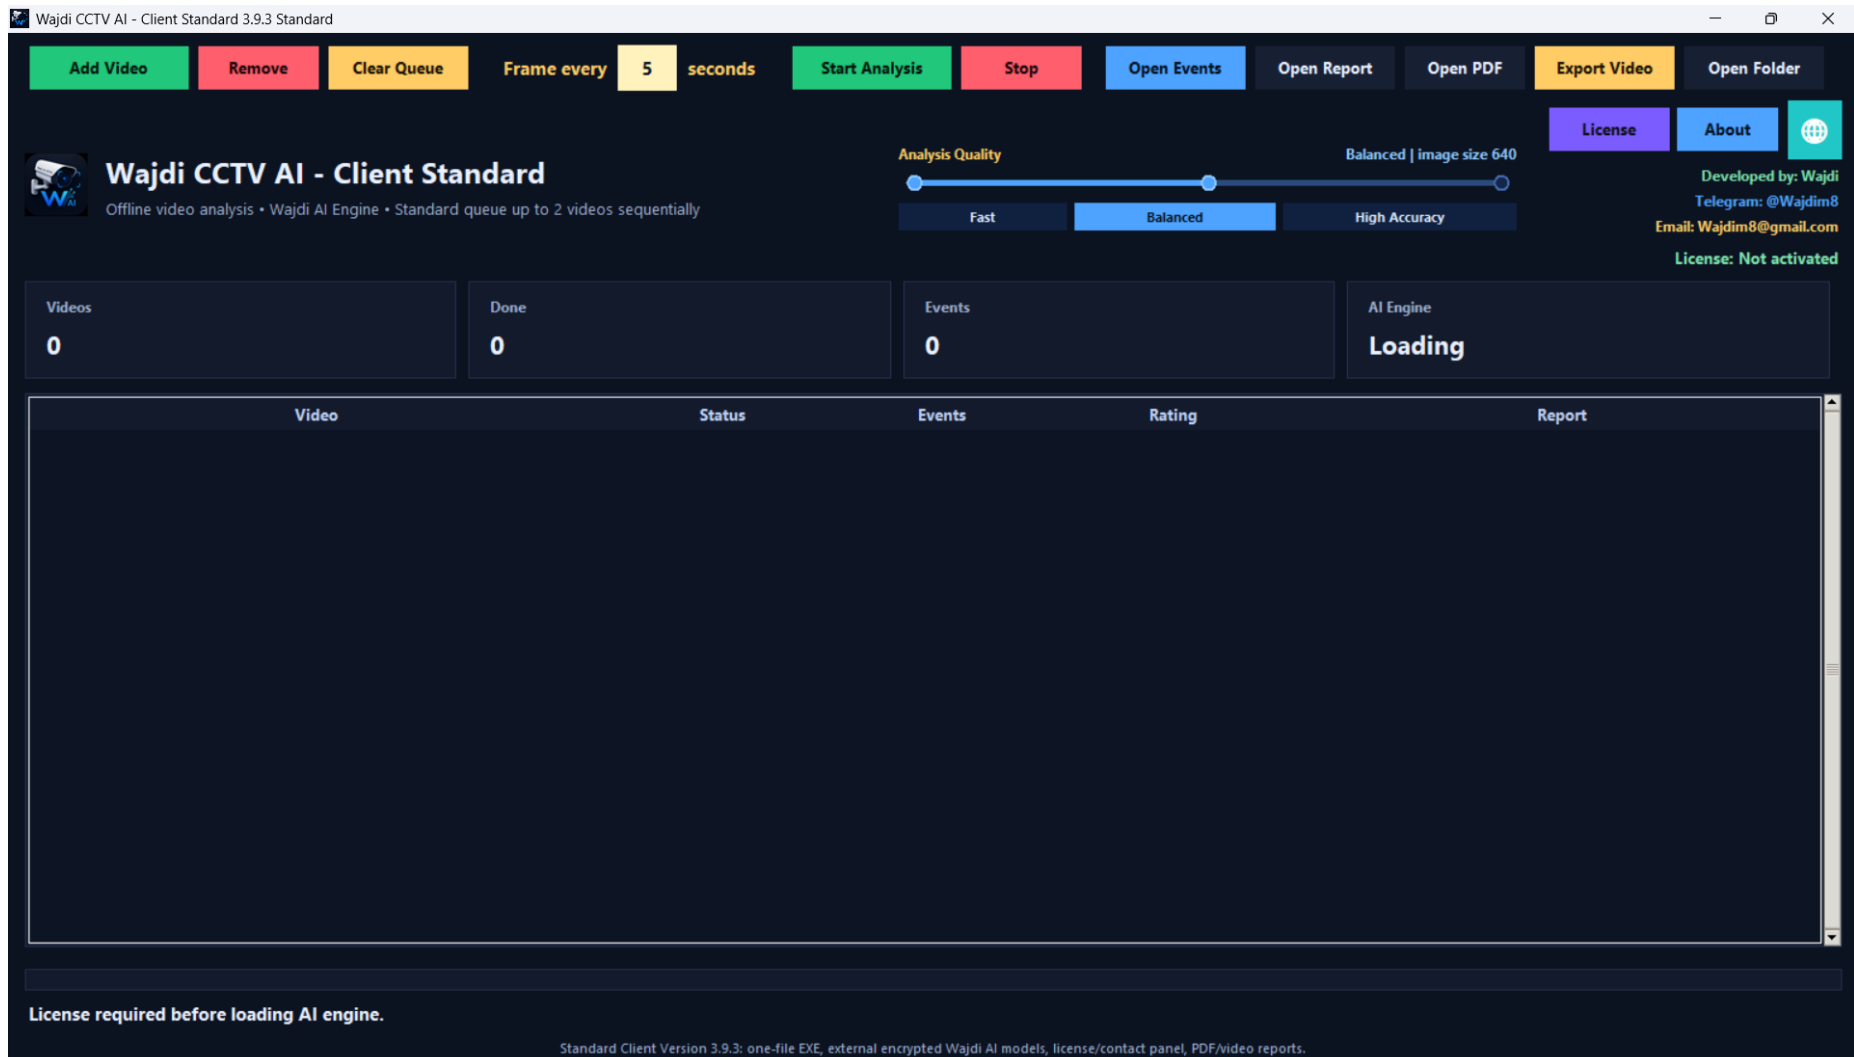 Wajdi CCTV AI - Client Standard 3.9.3 Standard
Add Video Remove Clear Queue Frame every 5 seconds Start Analysis Stop Open Events Open Report Open PDF Export Video Open Folder
License About
Analysis Quality Balanced | image size 640
Wajdi CCTV AI - Client Standard
Offline video analysis • Wajdi AI Engine • Standard queue up to 2 videos sequentially
Fast Balanced High Accuracy
Developed by: Wajdi
Telegram: @Wajdim8
Email: Wajdim8@gmail.com
License: Not activated
Videos Done Events AI Engine
0 0 0 Loading
Video Status Events Rating Report
License required before loading AI engine.
Standard Client Version 3.9.3: one-file EXE, external encrypted Wajdi AI models, license/contact panel, PDF/video reports.